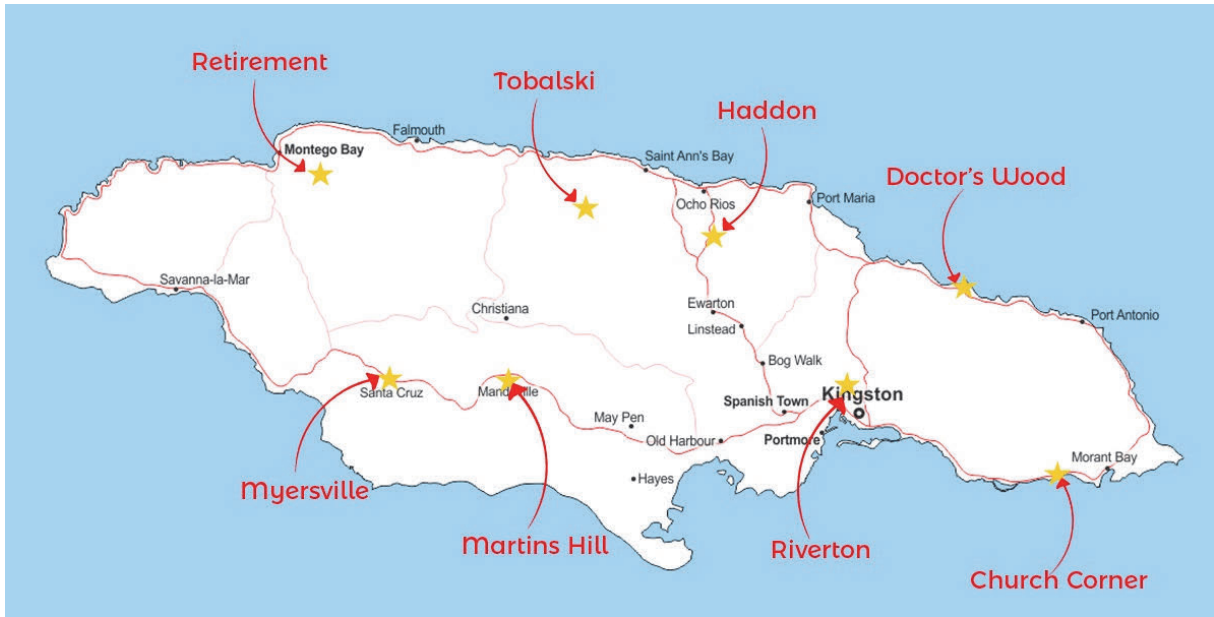 Retirement
Tobalski
Haddon
Falmouth
Montego Bay
Saint Ann's Bay
Doctor's Wood
Ocho Rios
Port Maria
Savanna-la-Mar
Christiana
Ewarton
Linstead
Port Antonio
Bog Walk
Santa Cruz
Mandeville
Kingston
Spanish Town
May Pen
Old Harbour
Portmore
Morant Bay
Hayes
Myersville
Martins Hill
Riverton
Church Corner